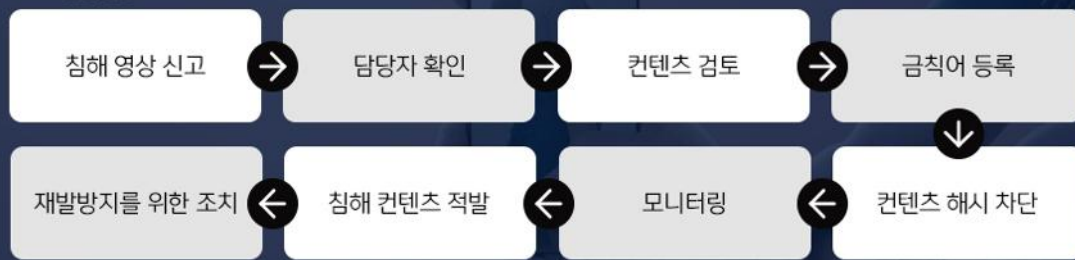 침해 영상 신고
담당자 확인
컨텐츠 검토
금칙어 등록
컨텐츠 해시 차단
모니터링
침해 컨텐츠 적발
재발방지를 위한 조치